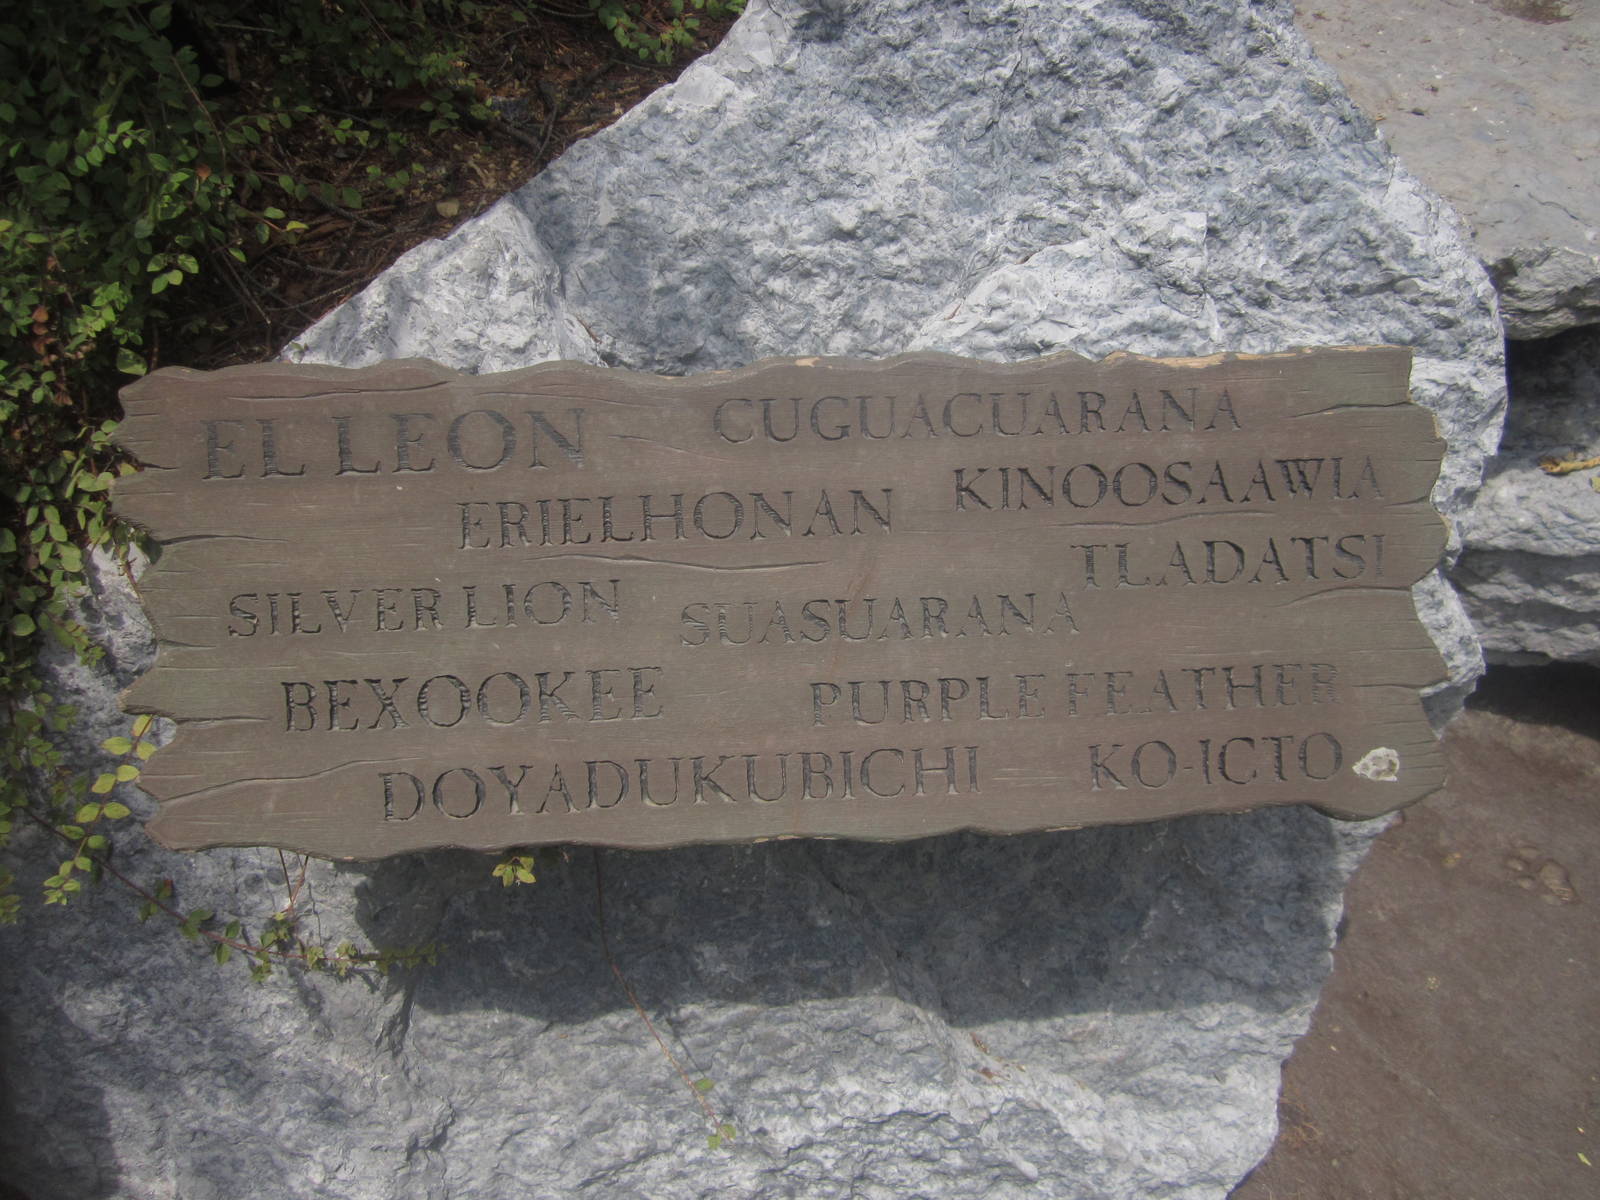 EL LEON
CUGUACUARANA
ERIELHONAN
KINOOSAAWIA
TLADATSI
SILVER LION
SUASUARANA
BEXOOKEE
PURPLE FEATHER
DOYADUKUBICHI
KO-ICTO